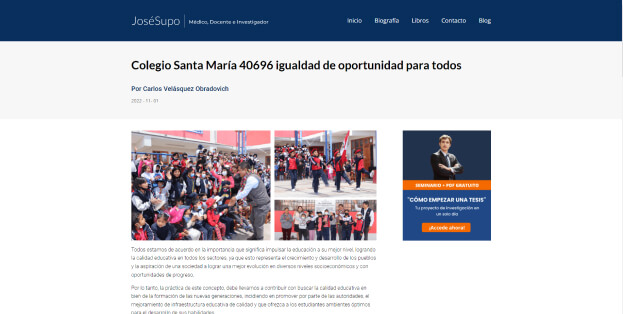 JoséSupo Médico, Docente e Investigador
Inicio Biografía Libros Contacto Blog
Colegio Santa María 40696 igualdad de oportunidad para todos
Por Carlos Velásquez Obradovich
2022 - 11- 01
SEMINARIO + PDF GRATUITO
"CÓMO EMPEZAR UNA TESIS"
Tu proyecto de investigación en
un solo día
¡Accede ahora!
Todos estamos de acuerdo en la importancia que significa impulsar la educación a su mejor nivel, logrando
la calidad educativa en todos los sectores, ya que esto representa el crecimiento y desarrollo de los pueblos
y la aspiración de una sociedad a lograr una mejor evolución en diversos niveles socioeconómicos y con
oportunidades de progreso.
Por lo tanto, la práctica de este concepto, debe llevarnos a contribuir con buscar la calidad educativa en
bien de la formación de las nuevas generaciones, incidiendo en promover por parte de las autoridades, el
mejoramiento de infraestructura educativa de calidad y que ofrezca a los estudiantes ambientes óptimos
para el desarrollo de sus habilidades.